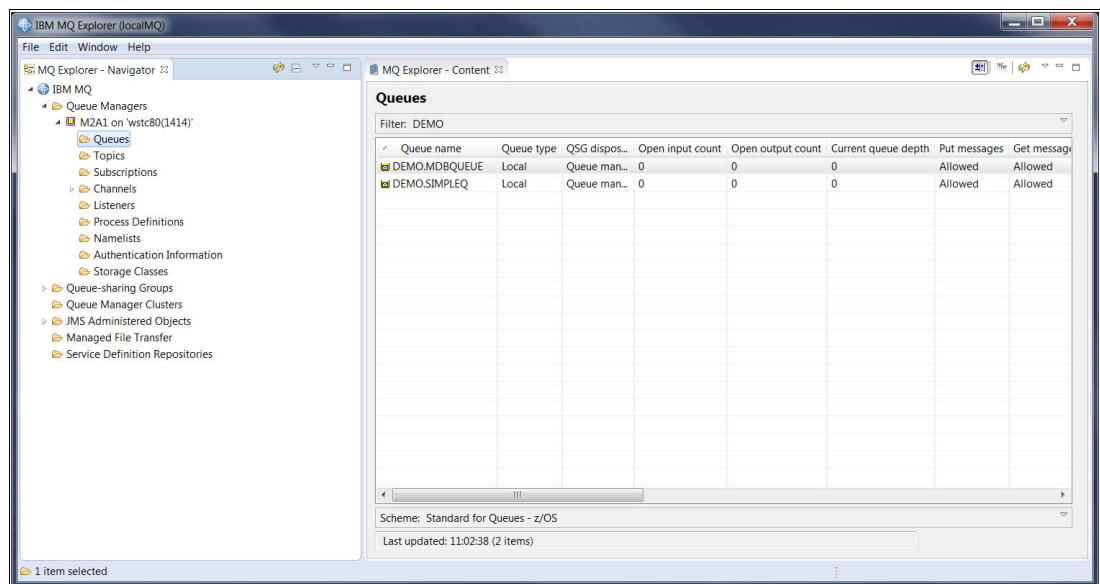 IBM MQ Explorer (localMQ)
File Edit Window Help
MQ Explorer - Navigator
IBM MQ
Queue Managers
M2A1 on 'wstc80(1414)'
Queues
Topics
Subscriptions
Channels
Listeners
Process Definitions
Namelists
Authentication Information
Storage Classes
Queue-sharing Groups
Queue Manager Clusters
JMS Administered Objects
Managed File Transfer
Service Definition Repositories
MQ Explorer - Content
Queues
Filter: DEMO
Queue name Queue type QSG dispos... Open input count Open output count Current queue depth Put messages Get message
DEMO.MDBQUEUE Local Queue man... 0 0 0 Allowed Allowed
DEMO.SIMPLEQ Local Queue man... 0 0 0 Allowed Allowed
Scheme: Standard for Queues - z/OS
Last updated: 11:02:38 (2 items)
1 item selected